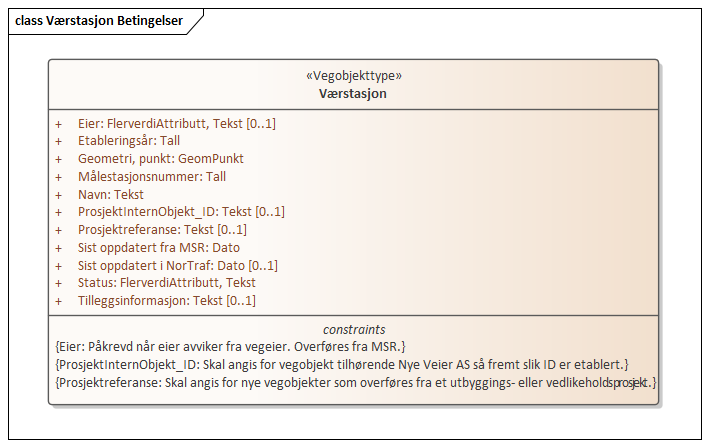 class Værstasjon Betingelser
«Vegobjekttype»
Værstasjon
+ Eier: FlerverdiAttributt, Tekst [0..1]
+ Etableringsår: Tall
+ Geometri, punkt: GeomPunkt
+ Målestasjonsnummer: Tall
+ Navn: Tekst
+ ProsjektInternObjekt_ID: Tekst [0..1]
+ Prosjektreferanse: Tekst [0..1]
+ Sist oppdatert fra MSR: Dato
+ Sist oppdatert i NorTraf: Dato [0..1]
+ Status: FlerverdiAttributt, Tekst
+ Tilleggsinformasjon: Tekst [0..1]
constraints
{Eier: Påkrevd når eier avviker fra vegeier. Overføres fra MSR.}
{ProsjektInternObjekt_ID: Skal angis for vegobjekt tilhørende Nye Veier AS så fremt slik ID er etablert.}
{Prosjektreferanse: Skal angis for nye vegobjekter som overføres fra et utbyggings- eller vedlikeholdsprosjekt.}